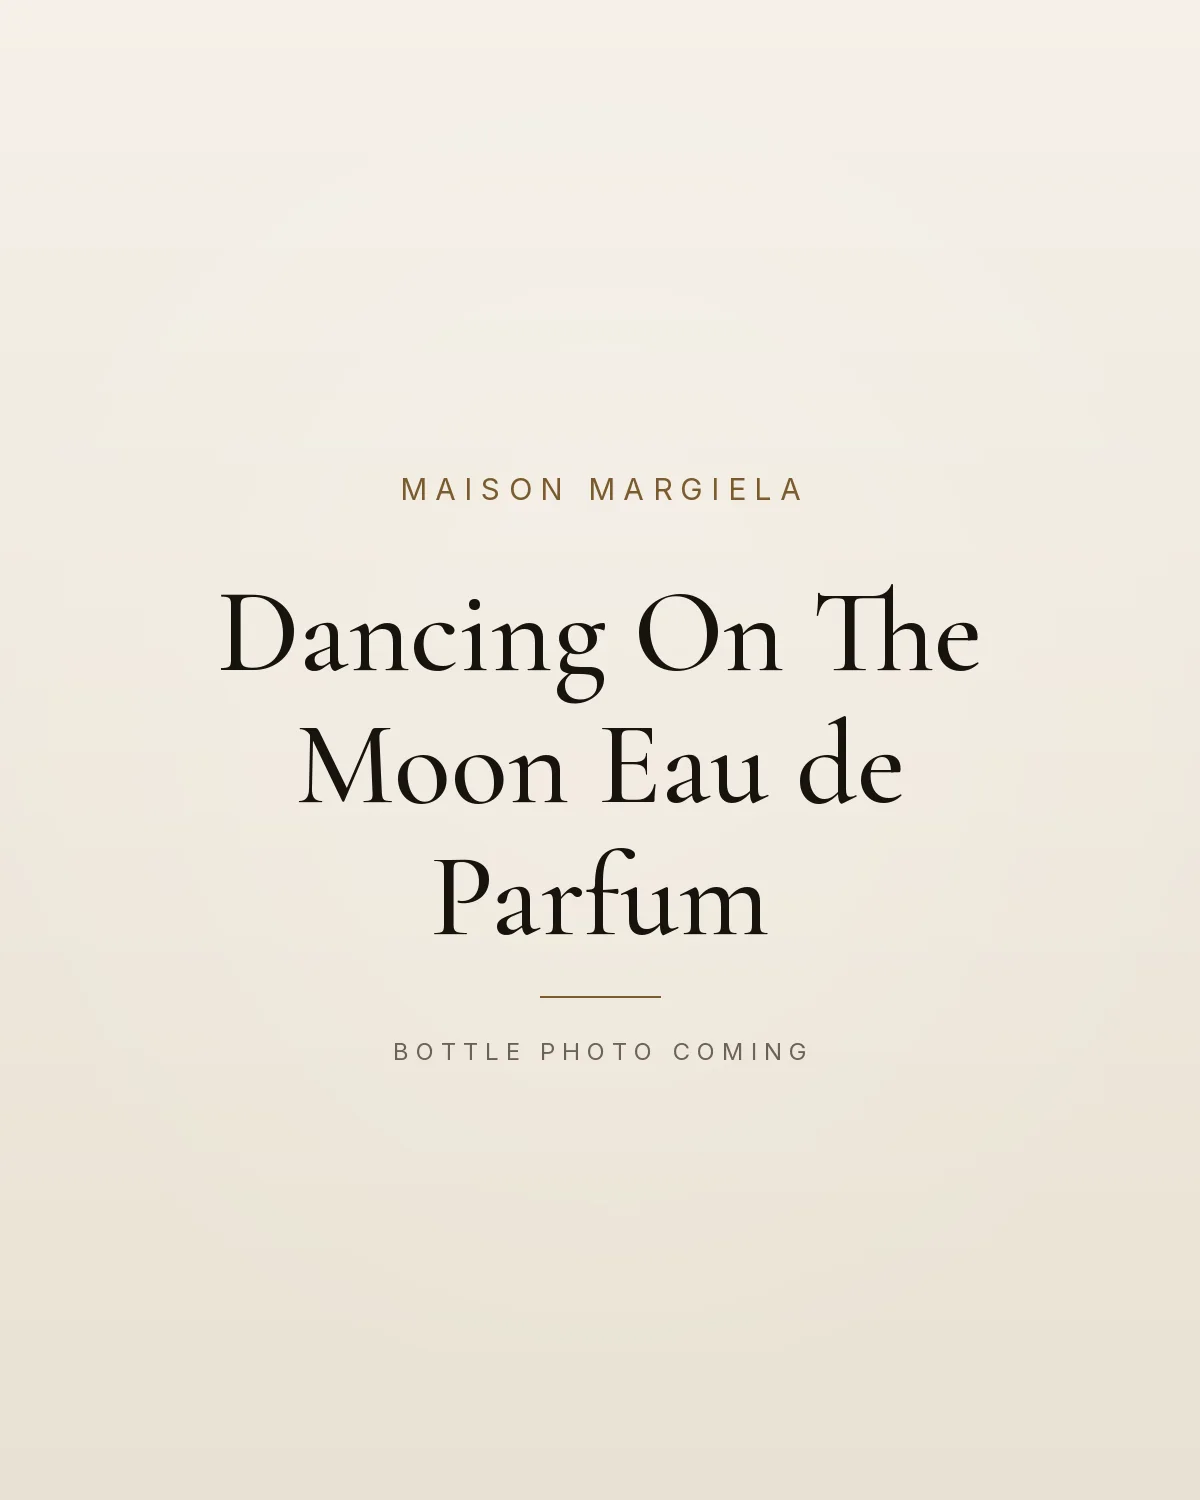 MAISON MARGIELA
Dancing On The
Moon Eau de
Parfum
BOTTLE PHOTO COMING